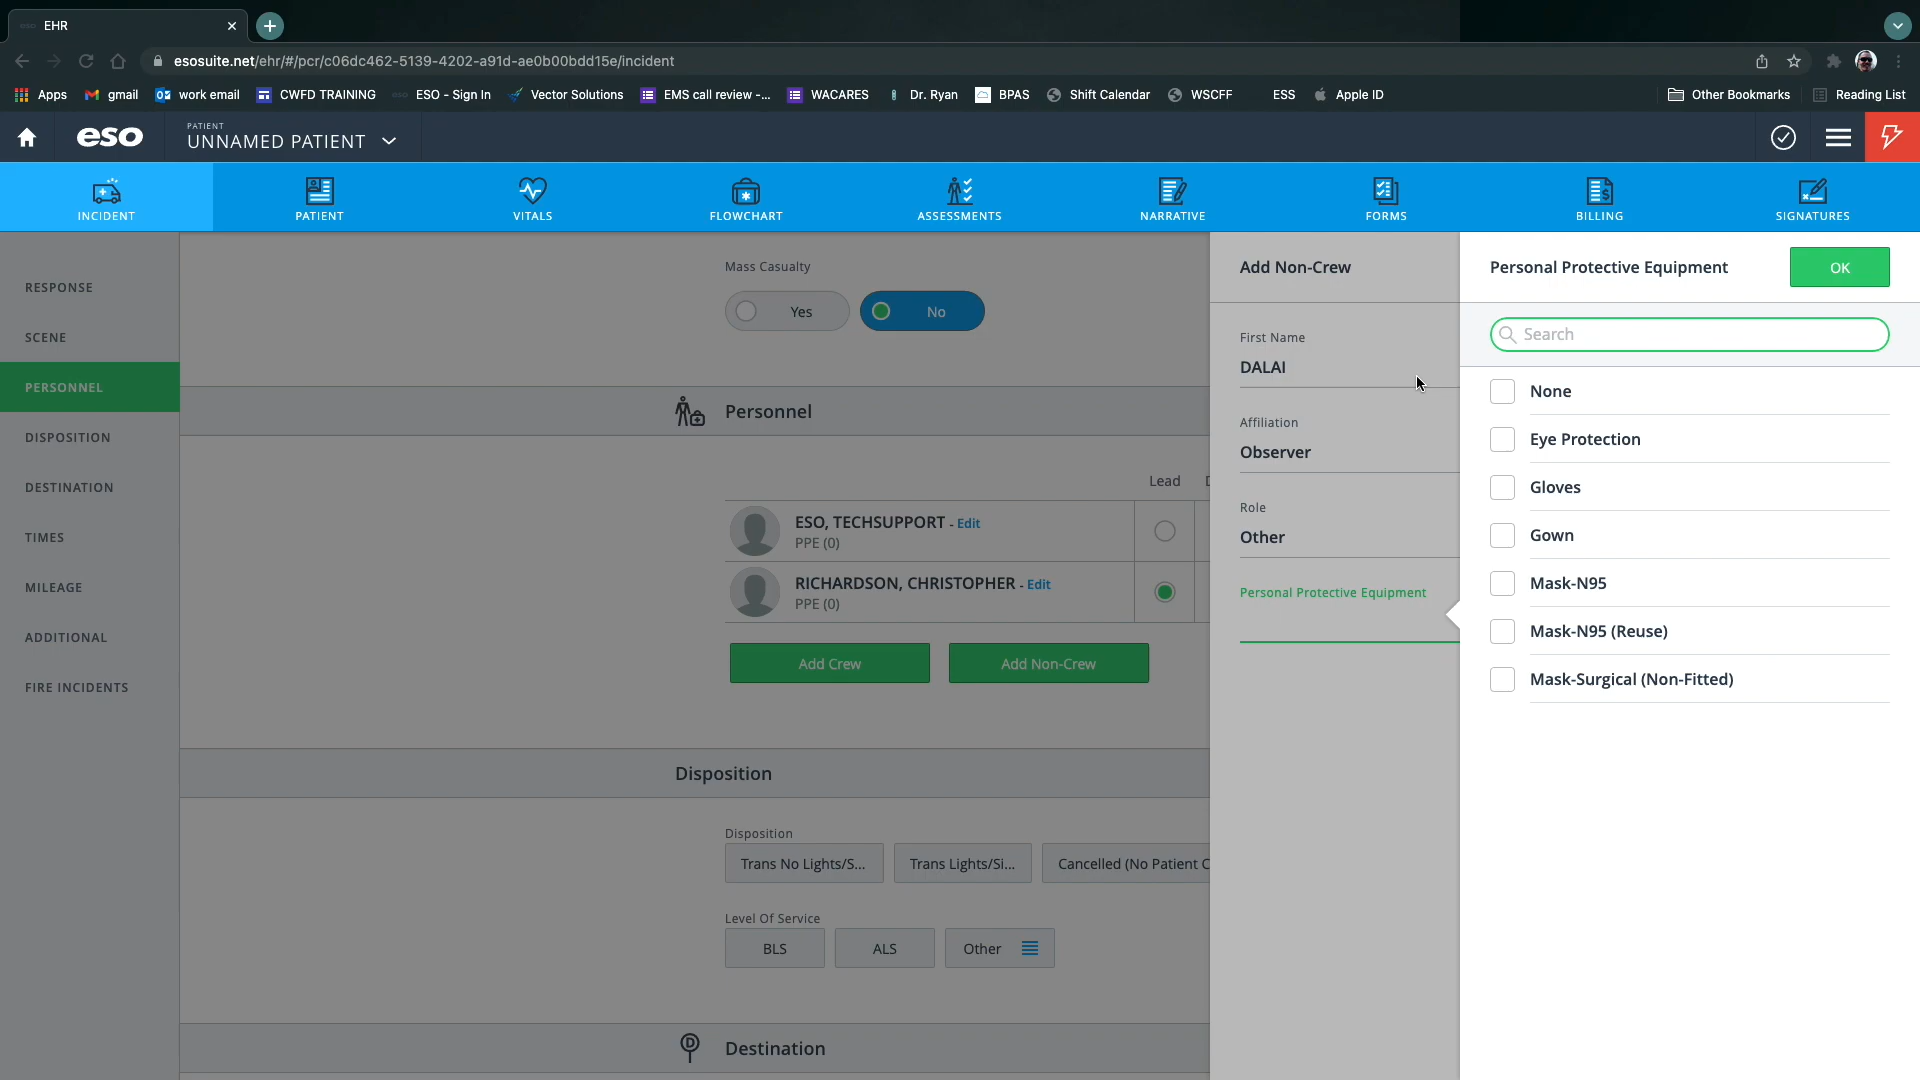 EHR
esosuite.net/ehr/#/pcr/c06dc462-5139-4202-a91d-ae0b00bdd15e/incident
Apps
gmail
work email
CWFD TRAINING
ESO - Sign In
Vector Solutions
EMS call review -...
WACARES
Dr. Ryan
BPAS
Shift Calendar
WSCFF
ESS
Apple ID
Other Bookmarks
Reading List
eso
PATIENT
UNNAMED PATIENT
INCIDENT
PATIENT
VITALS
FLOWCHART
ASSESSMENTS
NARRATIVE
FORMS
BILLING
SIGNATURES
RESPONSE
SCENE
PERSONNEL
DISPOSITION
DESTINATION
TIMES
MILEAGE
ADDITIONAL
FIRE INCIDENTS
Mass Casualty
Yes
No
Personnel
Lead
ESO, TECHSUPPORT - Edit
PPE (0)
RICHARDSON, CHRISTOPHER - Edit
PPE (0)
Add Crew
Add Non-Crew
Disposition
Disposition
Trans No Lights/S...
Trans Lights/Si...
Cancelled (No Patient C
Level Of Service
BLS
ALS
Other
Destination
Add Non-Crew
First Name
DALAI
Affiliation
Observer
Role
Other
Personal Protective Equipment
Personal Protective Equipment
OK
Search
None
Eye Protection
Gloves
Gown
Mask-N95
Mask-N95 (Reuse)
Mask-Surgical (Non-Fitted)